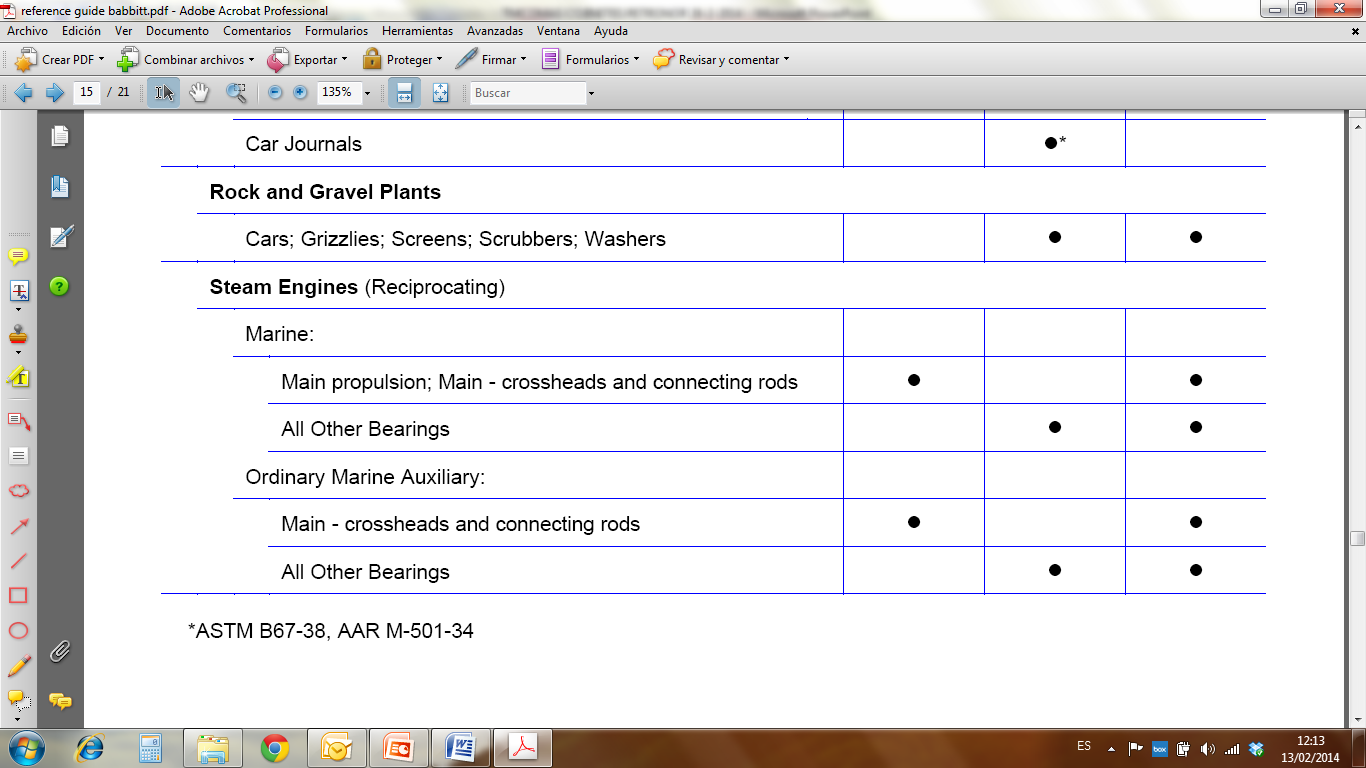 reference guide babbitt.pdf - Adobe Acrobat Professional
Archivo Edición Ver Documento Comentarios Formularios Herramientas Avanzadas Ventana Ayuda
Crear PDF Combinar archivos Exportar Proteger Firmar Formularios Revisar y comentar
15 / 21 135% Buscar
Car Journals ●*
Rock and Gravel Plants
Cars; Grizzlies; Screens; Scrubbers; Washers ● ●
Steam Engines (Reciprocating)
Marine:
Main propulsion; Main - crossheads and connecting rods ● ●
All Other Bearings ● ●
Ordinary Marine Auxiliary:
Main - crossheads and connecting rods ● ●
All Other Bearings ● ●
*ASTM B67-38, AAR M-501-34
ES box 12:13
13/02/2014